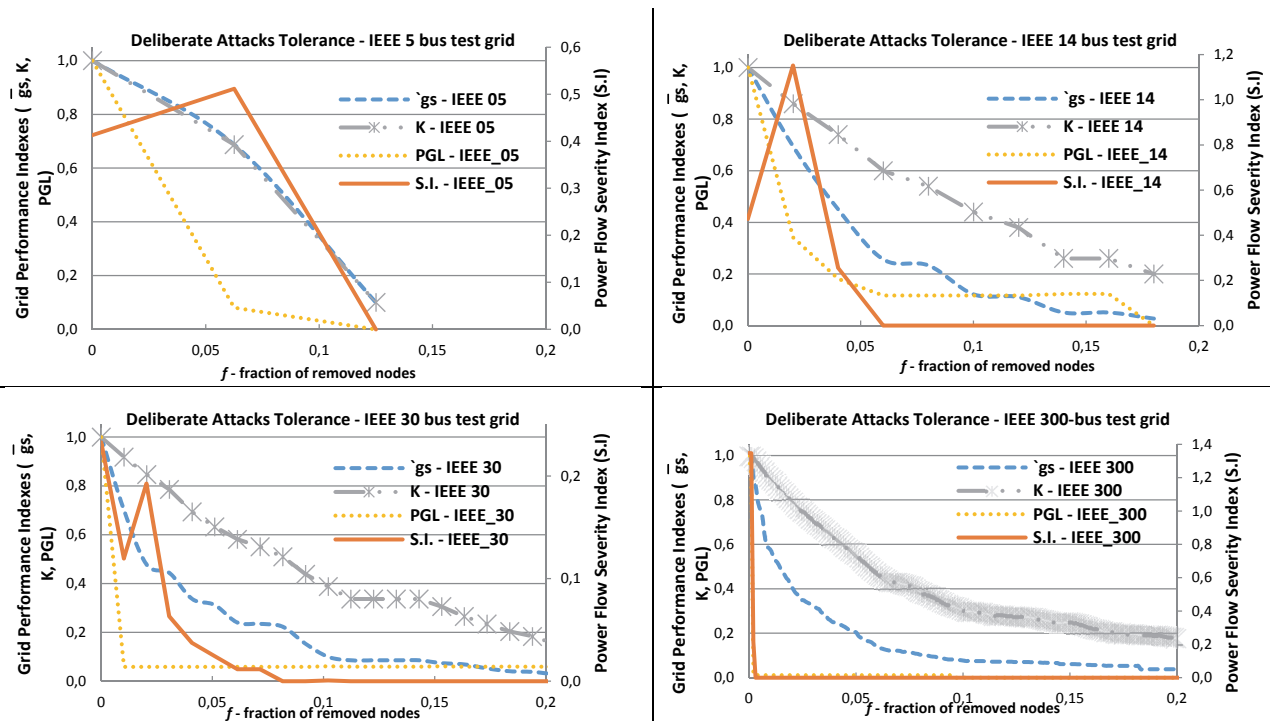 Deliberate Attacks Tolerance - IEEE 5 bus test grid
Grid Performance Indexes ( gs, K,
PGL)
1,0
0,8
0,6
0,4
0,2
0,0
0
0,05
0,1
0,15
0,2
f - fraction of removed nodes
0,6
0,5
0,4
0,3
0,2
0,1
0,0
Power Flow Severity Index (S.I)
`gs - IEEE 05
K - IEEE 05
PGL - IEEE_05
S.I. - IEEE_05
Deliberate Attacks Tolerance - IEEE 14 bus test grid
Grid Performance Indexes ( gs, K,
PGL)
1,0
0,8
0,6
0,4
0,2
0,0
0
0,05
0,1
0,15
0,2
f - fraction of removed nodes
1,2
1,0
0,8
0,6
0,4
0,2
0,0
Power Flow Severity Index (S.I)
`gs - IEEE 14
K - IEEE 14
PGL - IEEE_14
S.I. - IEEE_14
Deliberate Attacks Tolerance - IEEE 30 bus test grid
Grid Performance Indexes ( gs,
K, PGL)
1,0
0,8
0,6
0,4
0,2
0,0
0
0,05
0,1
0,15
0,2
f - fraction of removed nodes
0,2
0,1
0,0
Power Flow Severity Index (S.I)
`gs - IEEE 30
K - IEEE 30
PGL - IEEE_30
S.I. - IEEE_30
Deliberate Attacks Tolerance - IEEE 300-bus test grid
Grid Performance Indexes ( gs,
K, PGL)
1,0
0,8
0,6
0,4
0,2
0,0
0
0,05
0,1
0,15
0,2
f - fraction of removed nodes
1,4
1,2
1,0
0,8
0,6
0,4
0,2
0,0
Power Flow Severity Index (S.I)
`gs - IEEE 300
K - IEEE 300
PGL - IEEE_300
S.I. - IEEE_300